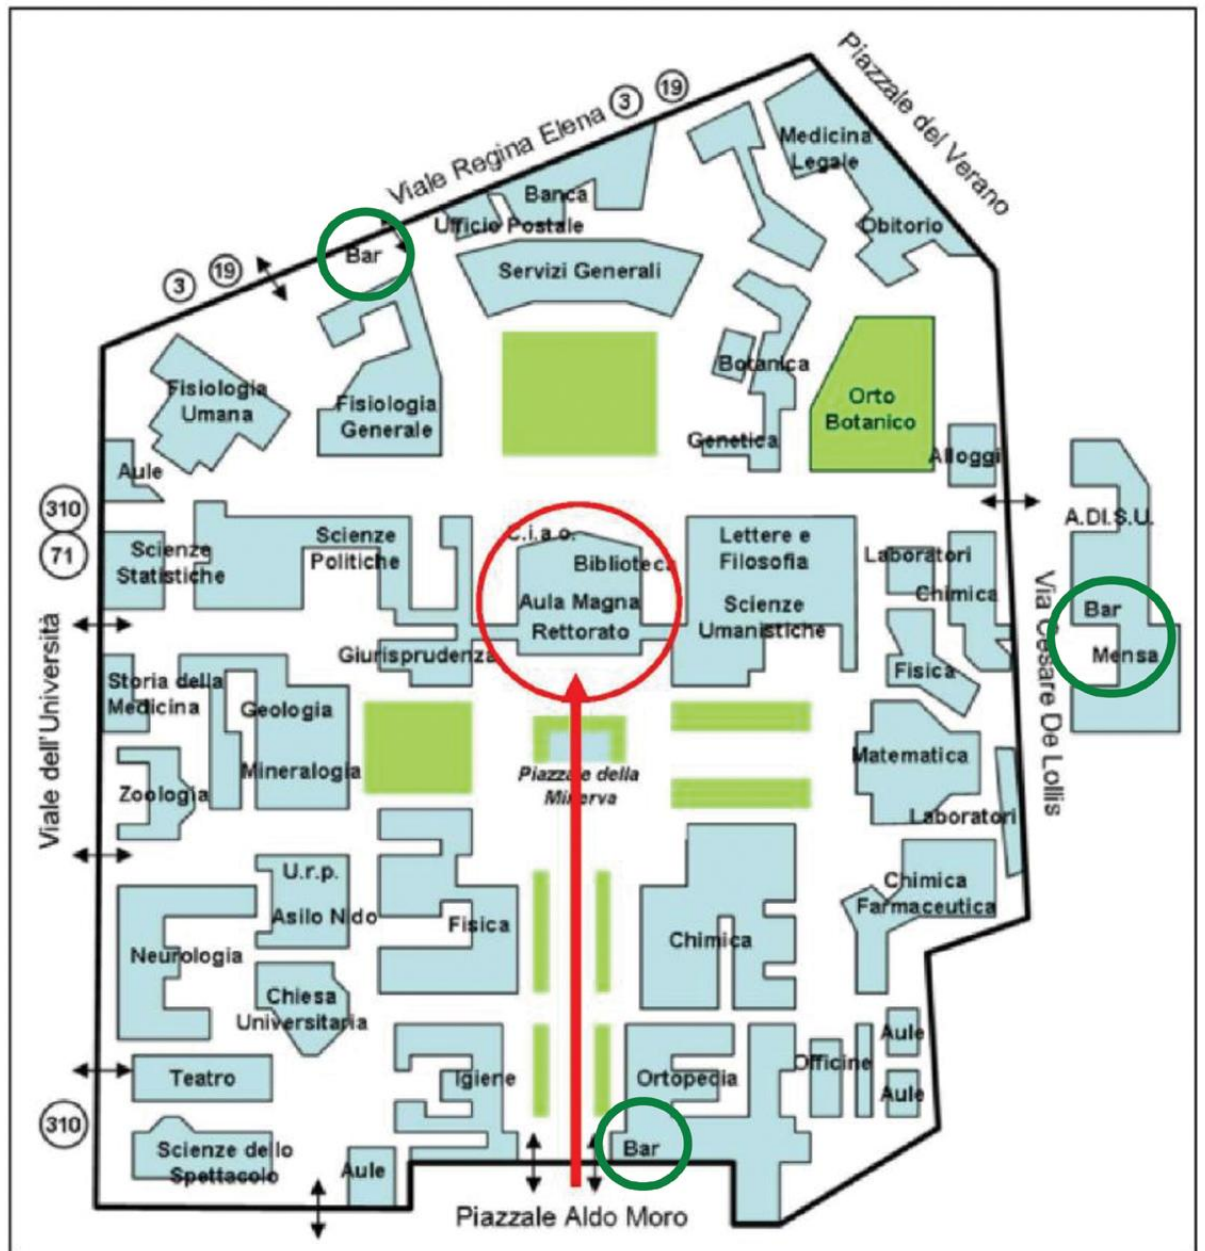 Piazzale del Verano
Viale Regina Elena
3
19
Medicina
Legale
Banca
Ufficio Postale
Obitorio
Bar
3
19
Servizi Generali
Botanica
Fisiologia
Umana
Fisiologia
Generale
Orto
Botanico
Genetica
Alloggi
Aule
310
71
A.DI.S.U.
Scienze
Statistiche
Scienze
Politiche
C.i.a.o.
Biblioteca
Aula Magna
Rettorato
Lettere e
Filosofia
Scienze
Umanistiche
Laboratori
Chimica
Via Cesare De Lollis
Bar
Mensa
Viale dell'Università
Giurisprudenza
Fisica
Storia della
Medicina
Geologia
Mineralogia
Zoologia
Piazzale della
Minerva
Matematica
Laboratori
U.r.p.
Asilo Nido
Fisica
Chimica
Chimica
Farmaceutica
Neurologia
Chiesa
Universitaria
Teatro
Igiene
Ortopedia
Officine
Aule
Aule
310
Scienze dello
Spettacolo
Aule
Bar
Piazzale Aldo Moro